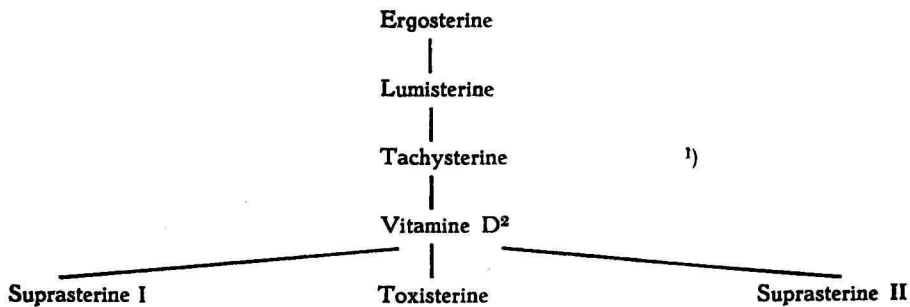 Ergosterine
Lumisterine
Tachysterine ¹)
Vitamine D²
Suprasterine I Toxisterine Suprasterine II